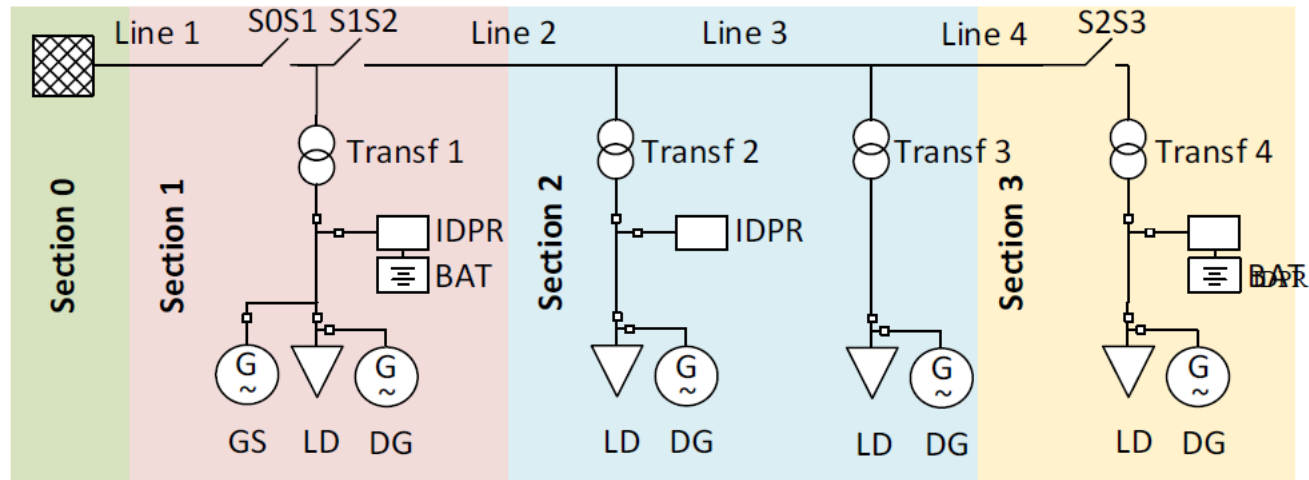 Line 1
S0S1
S1S2
Line 2
Line 3
Line 4
S2S3
Transf 1
Transf 2
Transf 3
Transf 4
Section 0
Section 1
Section 2
Section 3
IDPR
BAT
IDPR
BAT
IDPR
G
~
G
~
G
~
G
~
G
~
GS
LD
DG
LD
DG
LD
DG
LD
DG